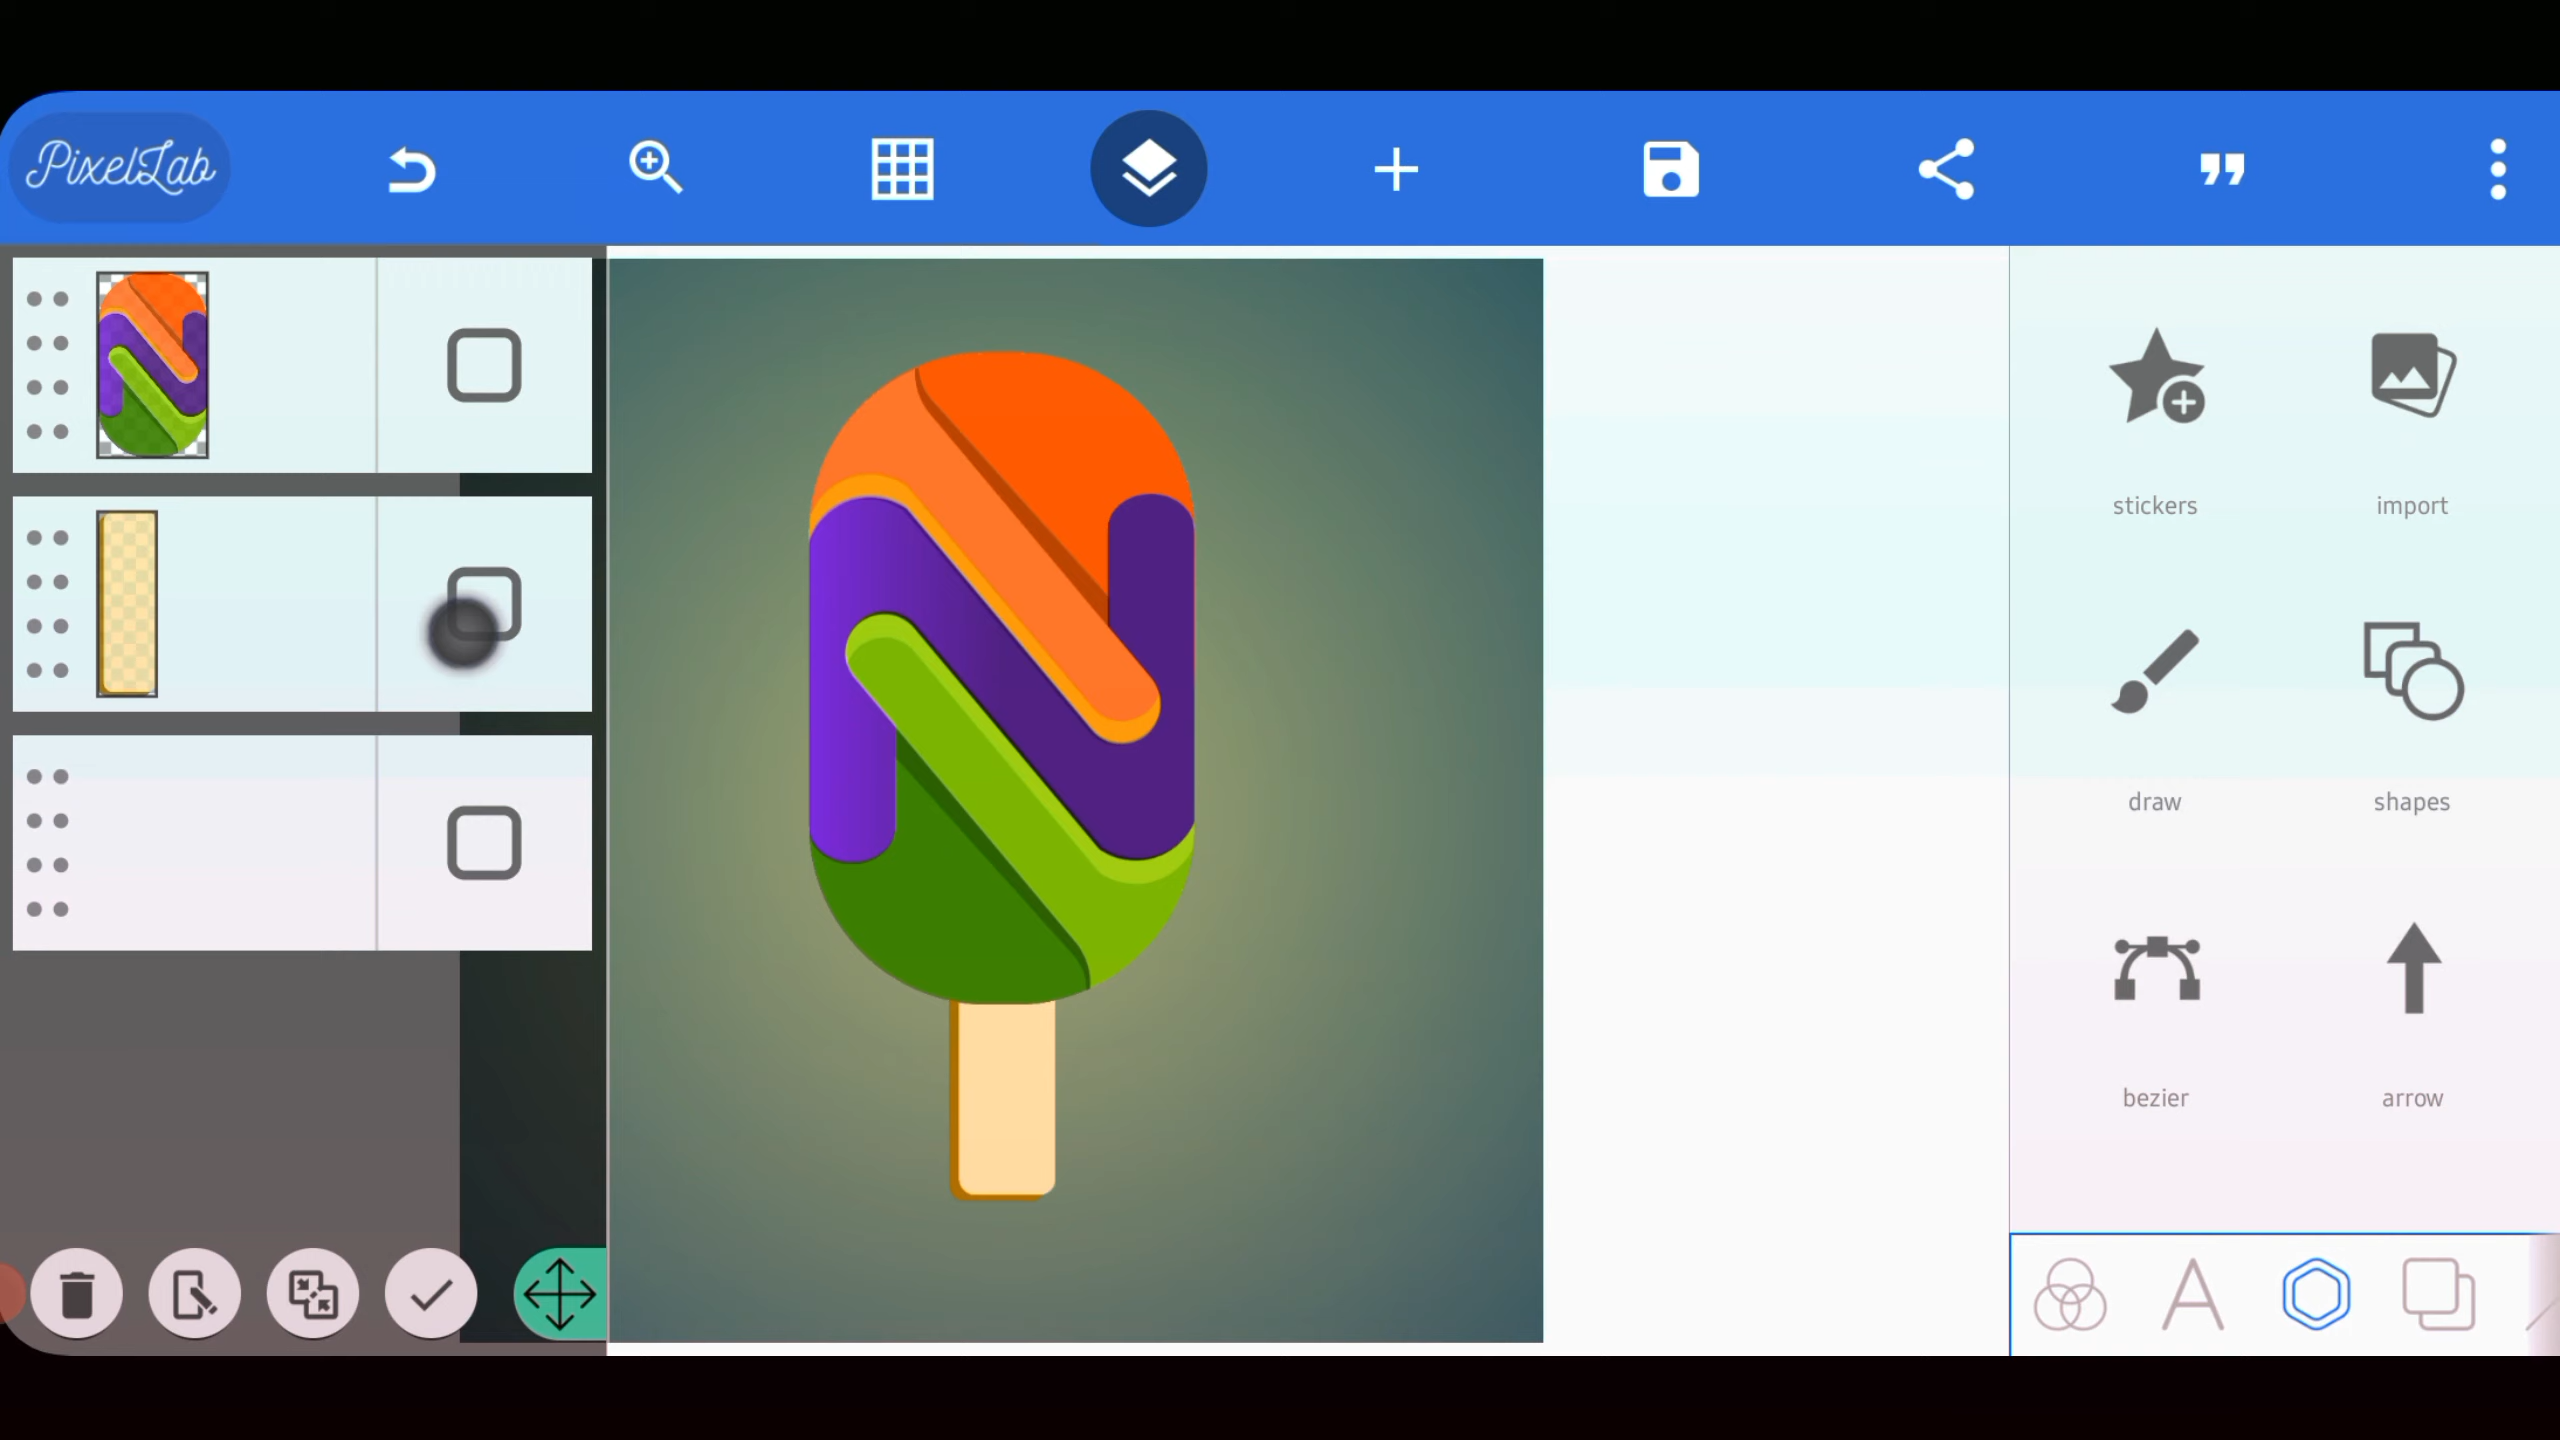 PixelLab
stickers
import
draw
shapes
bezier
arrow